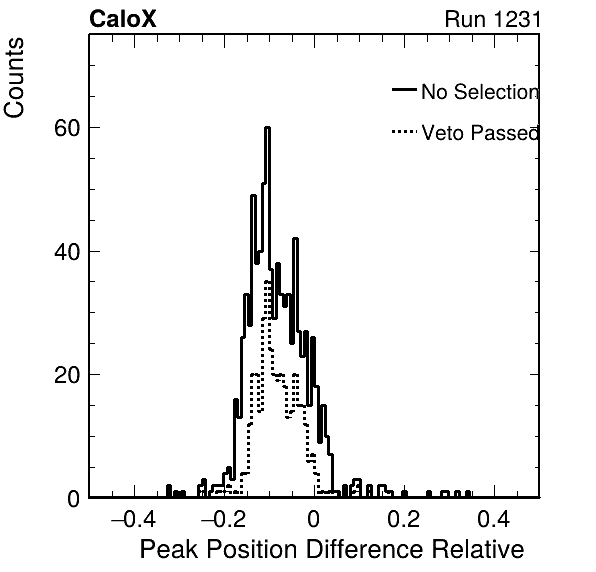 CaloX Run 1231
Counts
No Selection
Veto Passed
60
40
20
0
−0.4 −0.2 0 0.2 0.4
Peak Position Difference Relative